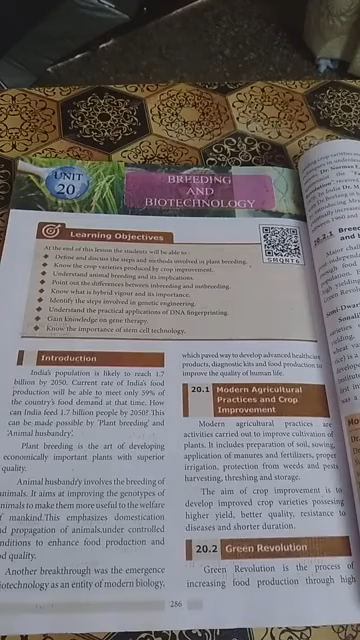 UNIT
20
BREEDING
AND
BIOTECHNOLOGY
Learning Objectives
At the end of this lesson the students will be able to :
Define and discuss the steps and methods involved in plant breeding.
Know the crop varieties produced by crop improvement.
Understand animal breeding and its implications.
Point out the differences between inbreeding and outbreeding.
Know what is hybrid vigour and its importance.
Identify the steps involved in genetic engineering.
Understand the practical applications of DNA fingerprinting.
Gain knowledge on gene therapy.
Know the importance of stem cell technology.
5MQNT6
Introduction
India's population is likely to reach 1.7
billion by 2050. Current rate of India's food
production will be able to meet only 59% of
the country's food demand at that time. How
can India feed 1.7 billion people by 2050? This
can be made possible by 'Plant breeding' and
'Animal husbandry'.
Plant breeding is the art of developing
economically important plants with superior
quality.
Animal husbandry involves the breeding of
animals. It aims at improving the genotypes of
animals to make them more useful to the welfare
of mankind.This emphasizes domestication
and propagation of animals under controlled
conditions to enhance food production and
quality.
Another breakthrough was the emergence
biotechnology as an entity of modern biology,
which paved way to develop advanced healthcare
products, diagnostic kits and food production to
improve the quality of human life.
20.1 Modern Agricultural
Practices and Crop
Improvement
Modern agricultural practices are
activities carried out to improve cultivation of
plants. It includes preparation of soil, sowing,
application of manures and fertilizers, proper
irrigation, protection from weeds and pests
harvesting, threshing and storage.
The aim of crop improvement is to
develop improved crop varieties possesing
higher yield, better quality, resistance to
diseases and shorter duration.
20.2 Green Revolution
Green Revolution is the process of
increasing food production through high
286